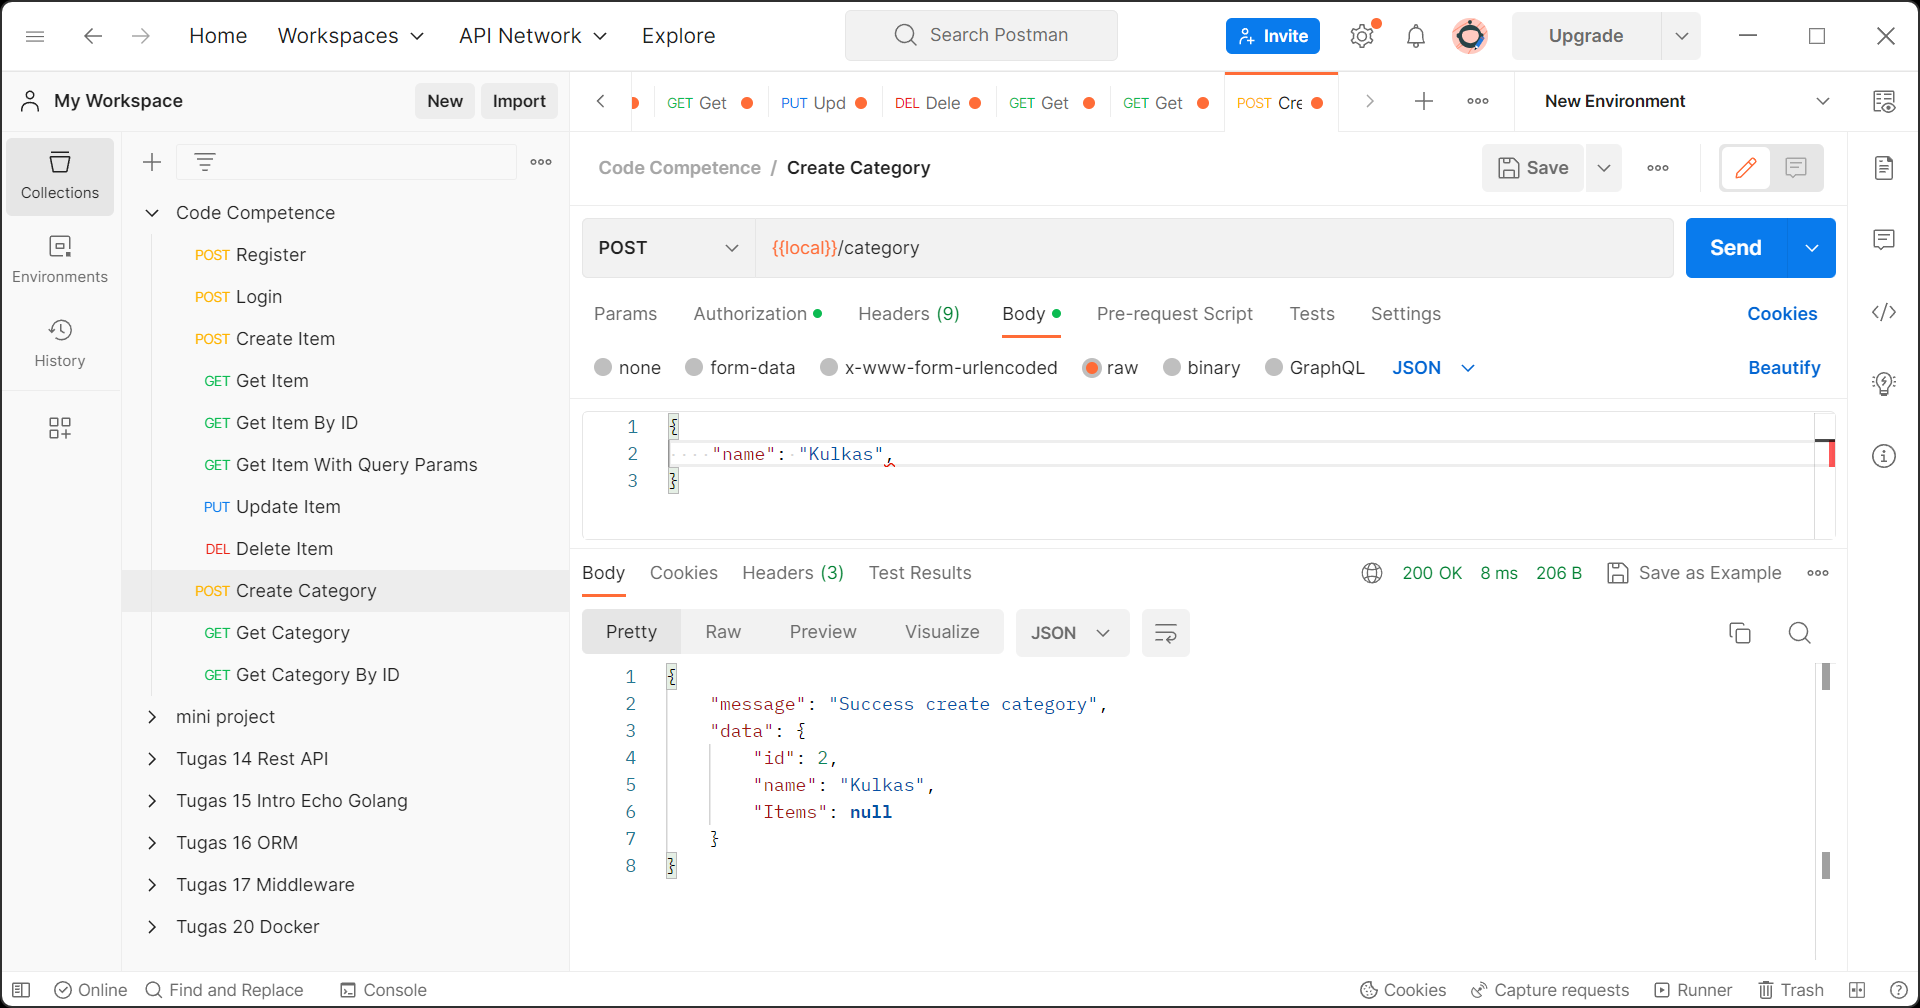 Home Workspaces API Network Explore Search Postman Invite Upgrade
My Workspace New Import
GET Get PUT Upd DEL Dele GET Get GET Get POST Cre New Environment
Collections
Environments
History
Code Competence
POST Register
POST Login
POST Create Item
GET Get Item
GET Get Item By ID
GET Get Item With Query Params
PUT Update Item
DEL Delete Item
POST Create Category
GET Get Category
GET Get Category By ID
mini project
Tugas 14 Rest API
Tugas 15 Intro Echo Golang
Tugas 16 ORM
Tugas 17 Middleware
Tugas 20 Docker
Code Competence / Create Category Save
POST {{local}}/category Send
Params Authorization Headers (9) Body Pre-request Script Tests Settings Cookies
none form-data x-www-form-urlencoded raw binary GraphQL JSON Beautify
1 {
2 "name": "Kulkas",
3 }
Body Cookies Headers (3) Test Results 200 OK 8 ms 206 B Save as Example
Pretty Raw Preview Visualize JSON
1 {
2 "message": "Success create category",
3 "data": {
4 "id": 2,
5 "name": "Kulkas",
6 "Items": null
7 }
8 }
Online Find and Replace Console Cookies Capture requests Runner Trash